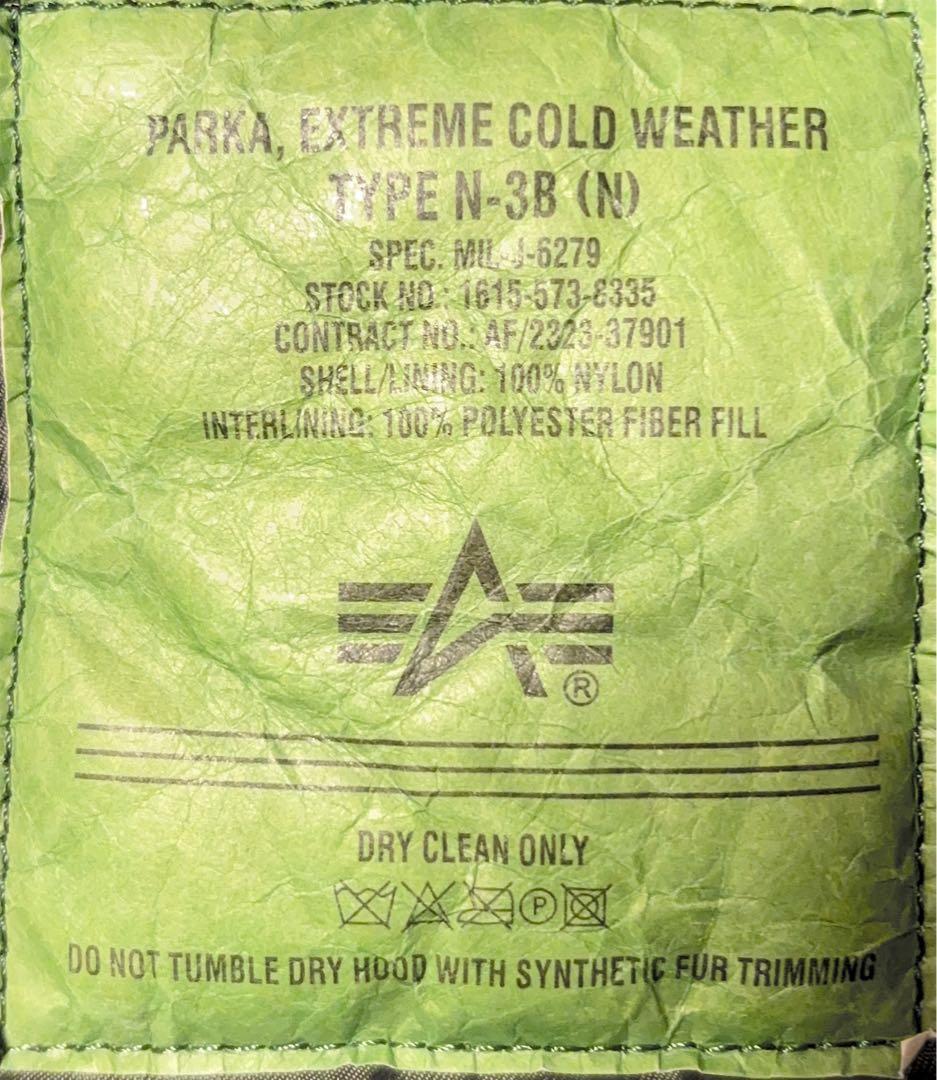 PARKA, EXTREME COLD WEATHER
TYPE N-3B (N)
SPEC. MIL-J-6279
STOCK NO.: 1615-573-8335
CONTRACT NO.: AF/2323-37901
SHELL/LINING: 100% NYLON
INTERLINING: 100% POLYESTER FIBER FILL
®
DRY CLEAN ONLY
P
DO NOT TUMBLE DRY HOOD WITH SYNTHETIC FUR TRIMMING